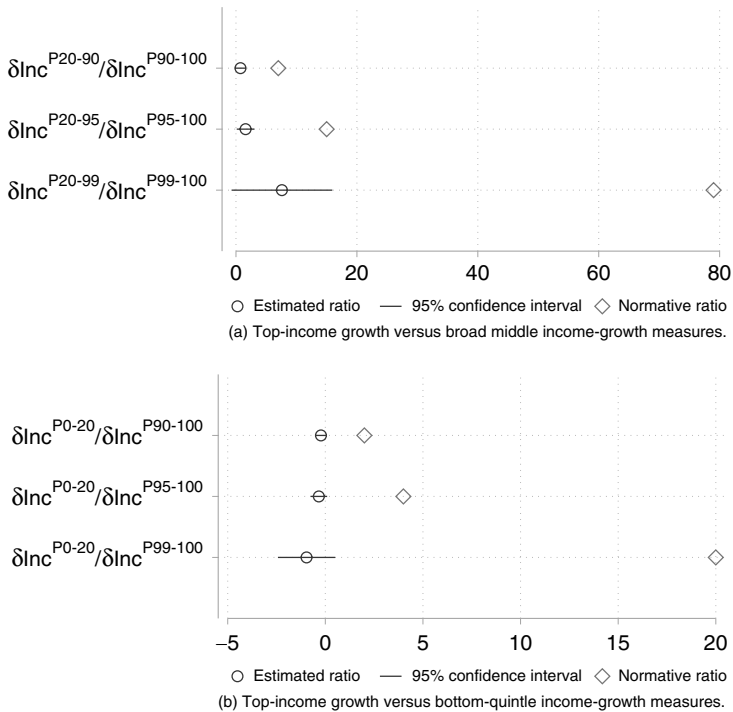 δInc^P20-90/δInc^P90-100
δInc^P20-95/δInc^P95-100
δInc^P20-99/δInc^P99-100
0 20 40 60 80
Estimated ratio 95% confidence interval Normative ratio
(a) Top-income growth versus broad middle income-growth measures.
δInc^P0-20/δInc^P90-100
δInc^P0-20/δInc^P95-100
δInc^P0-20/δInc^P99-100
–5 0 5 10 15 20
Estimated ratio 95% confidence interval Normative ratio
(b) Top-income growth versus bottom-quintle income-growth measures.